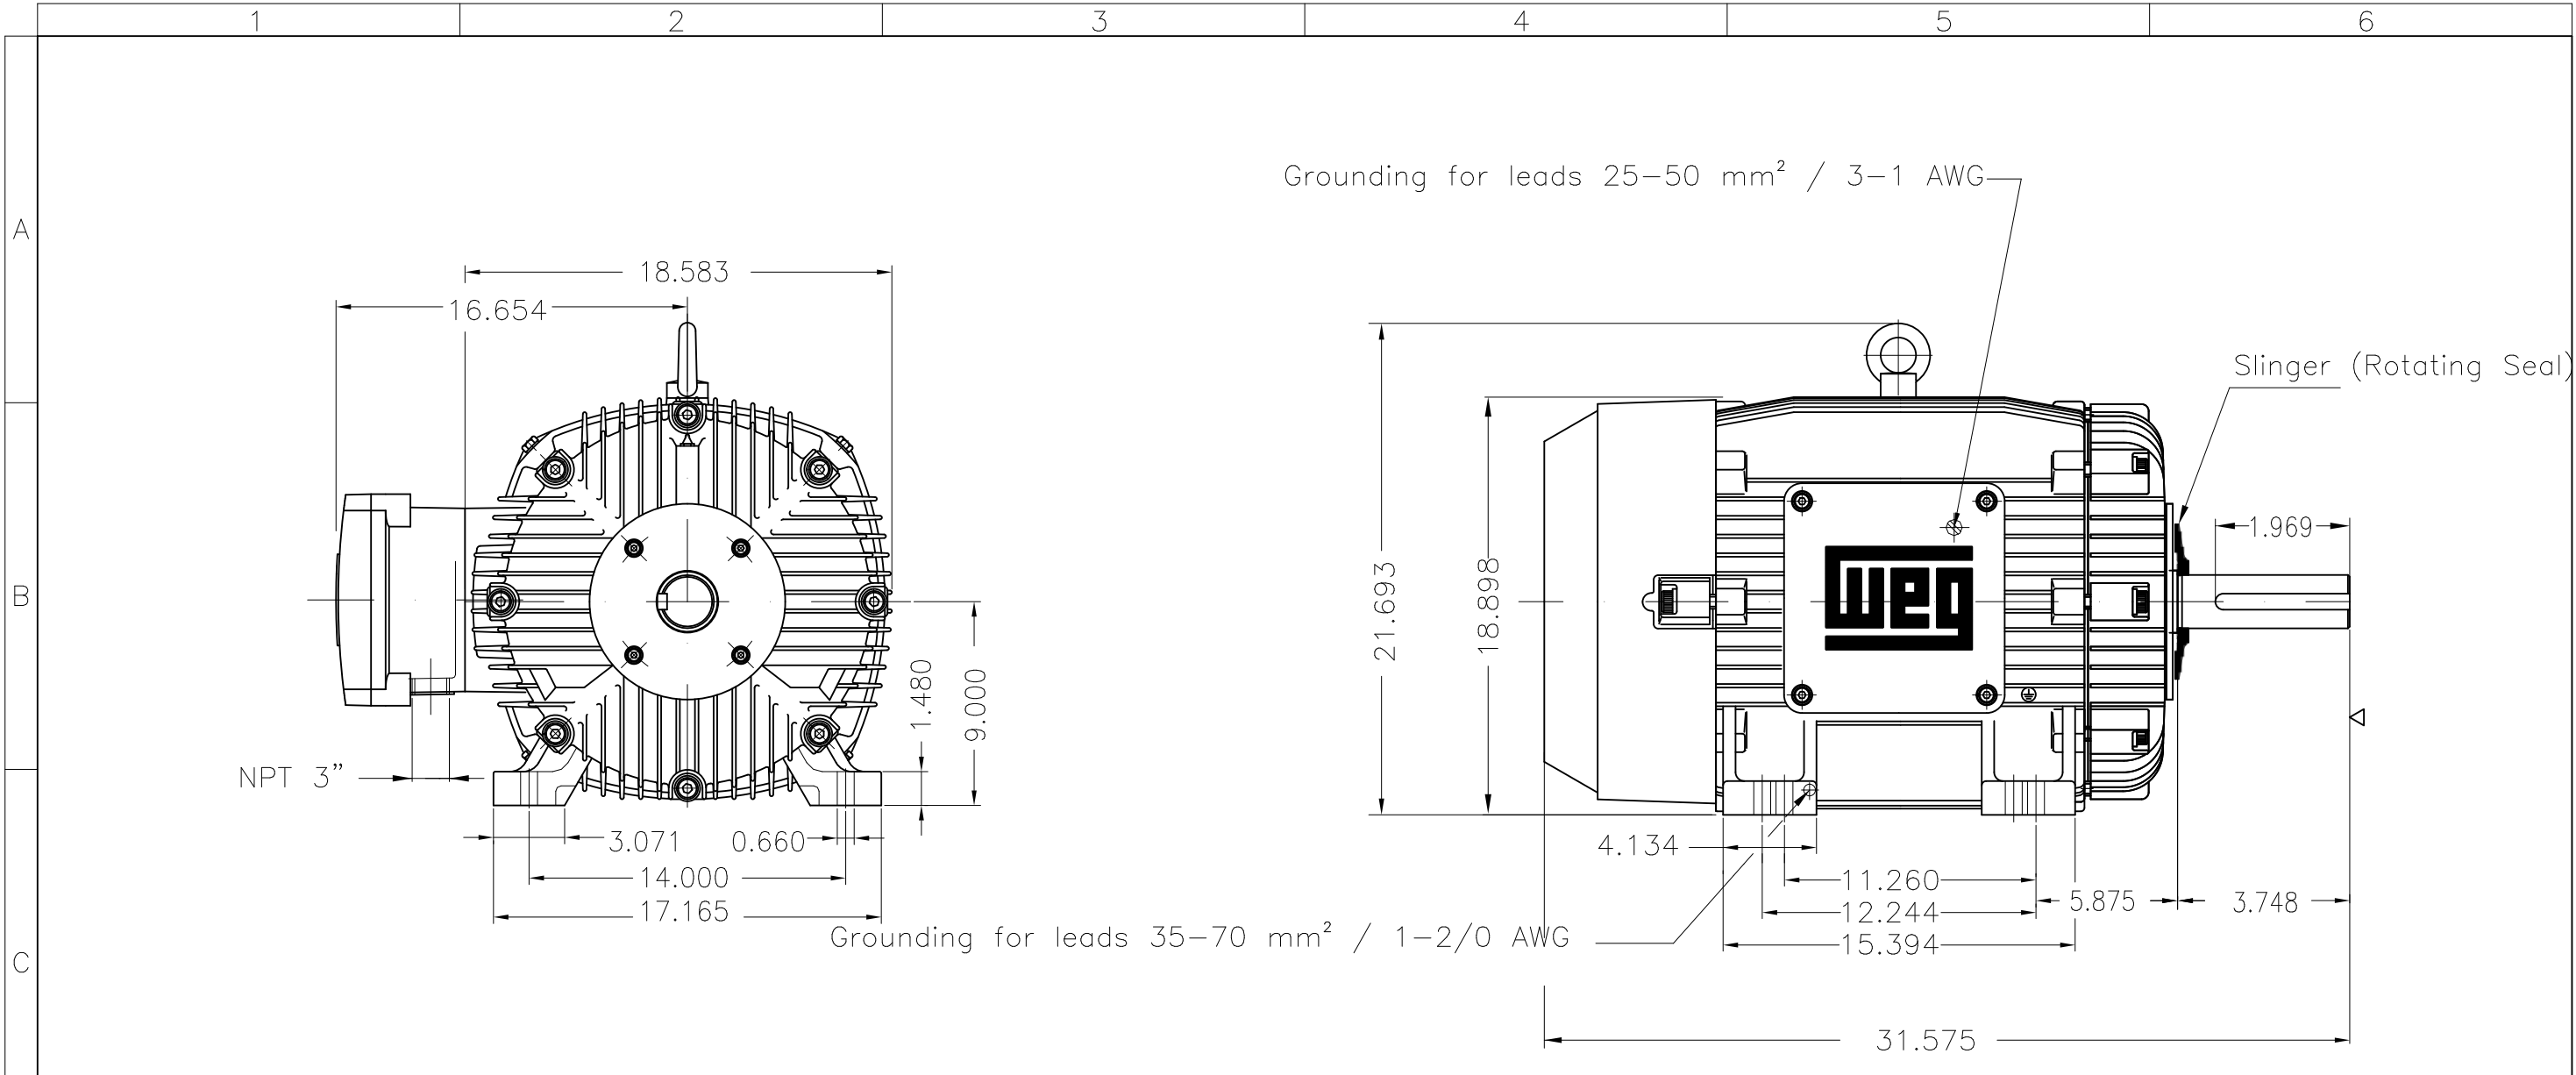 1 2 3 4 5 6
Grounding for leads 25-50 mm² / 3-1 AWG
A
18.583
16.654
Slinger (Rotating Seal)
1.969
weg
21.693
18.898
B
1.480
9.000
NPT 3"
3.071 0.660
4.134
14.000
11.260
5.875 3.748
17.165
12.244
Grounding for leads 35-70 mm² / 1-2/0 AWG
15.394
C
31.575